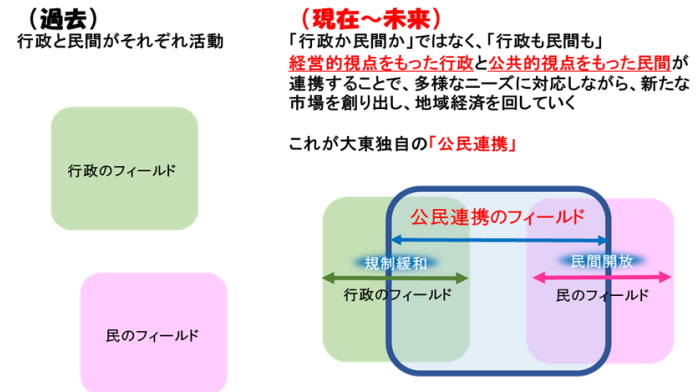 （過去）
行政と民間がそれぞれ活動
行政のフィールド
民のフィールド
（現在～未来）
「行政か民間か」ではなく、「行政も民間も」
経営的視点をもった行政と公共的視点をもった民間が
連携することで、多様なニーズに対応しながら、新たな
市場を創り出し、地域経済を回していく
これが大東独自の「公民連携」
公民連携のフィールド
規制緩和
民間開放
行政のフィールド
民のフィールド